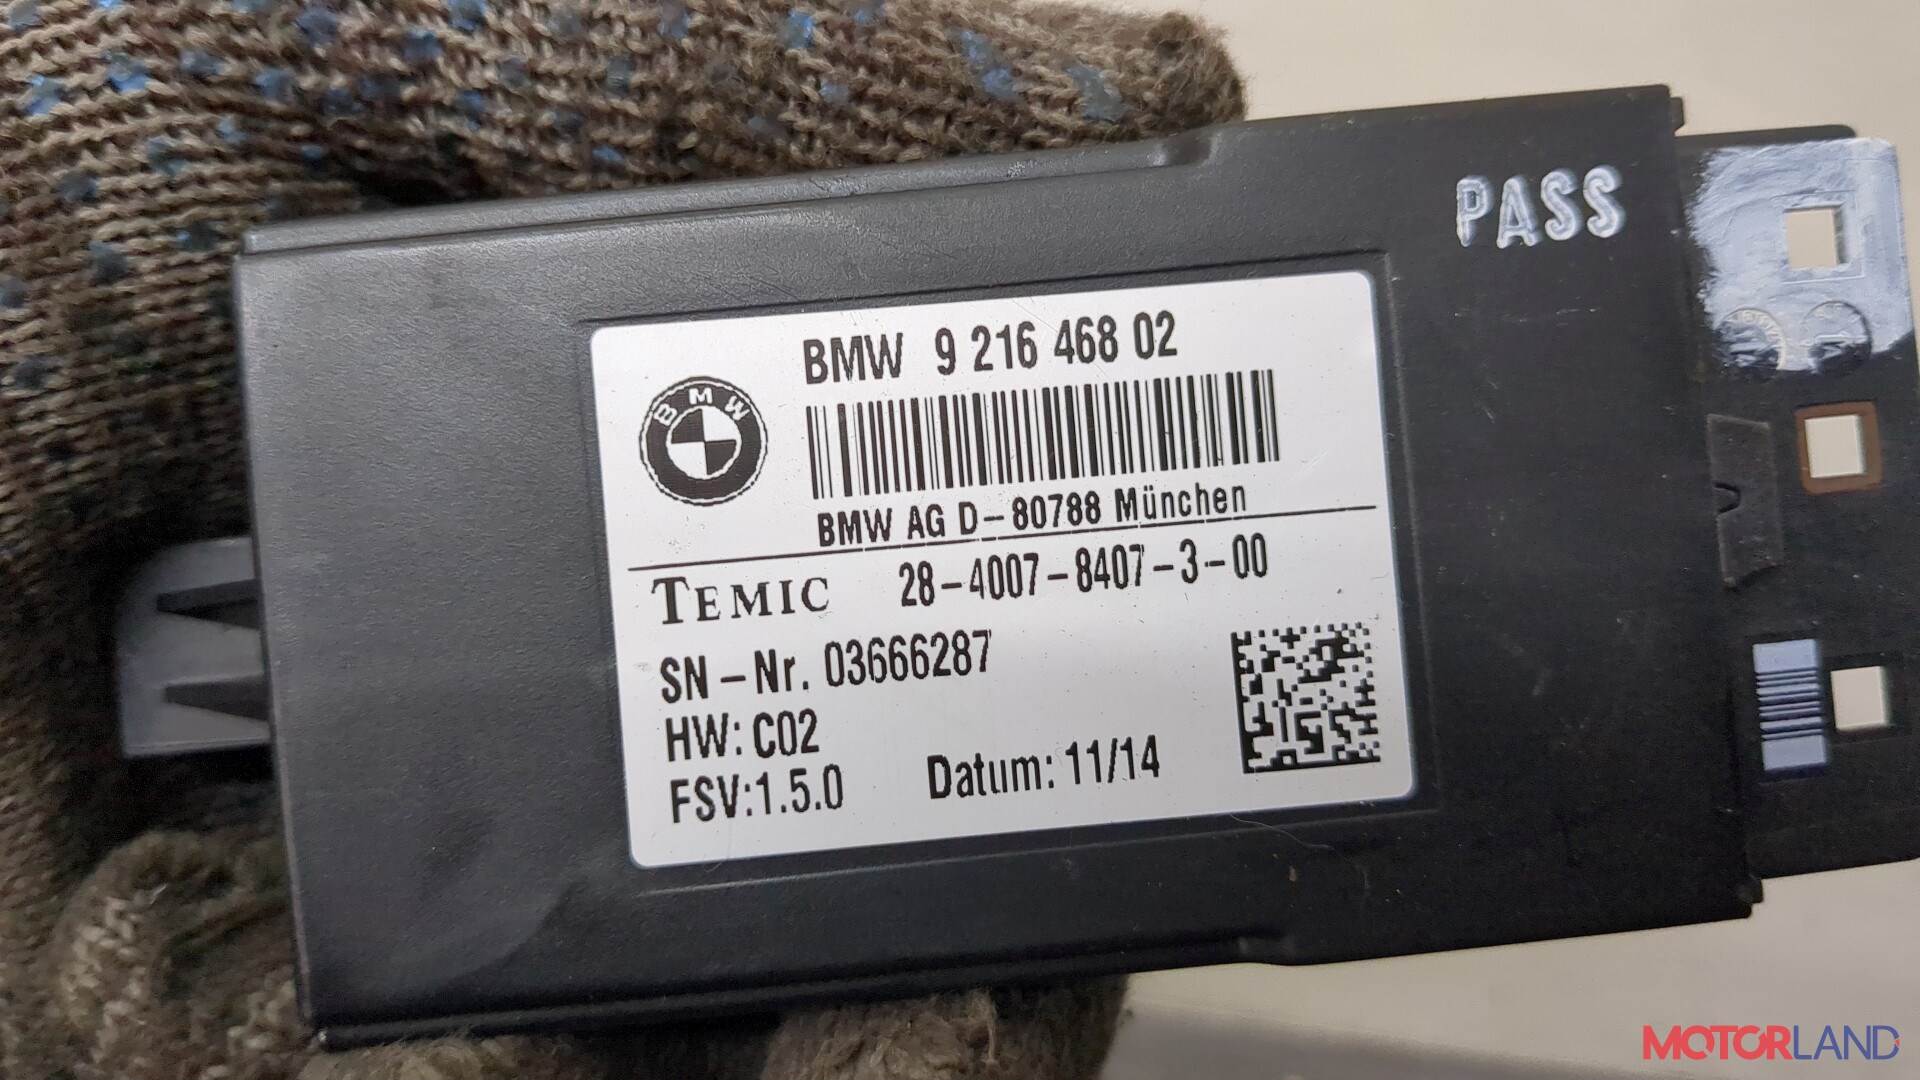 PASS
BMW 9 216 468 02
BMW
BMW AG D-80788 München
TEMIC 28-4007-8407-3-00
SN-Nr. 03666287
HW: C02
FSV:1.5.0 Datum: 11/14
MOTORLAND